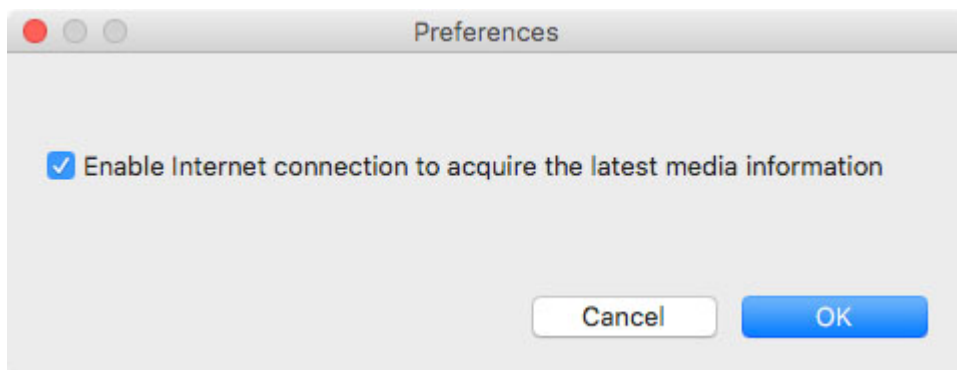 Preferences
Enable Internet connection to acquire the latest media information
Cancel OK